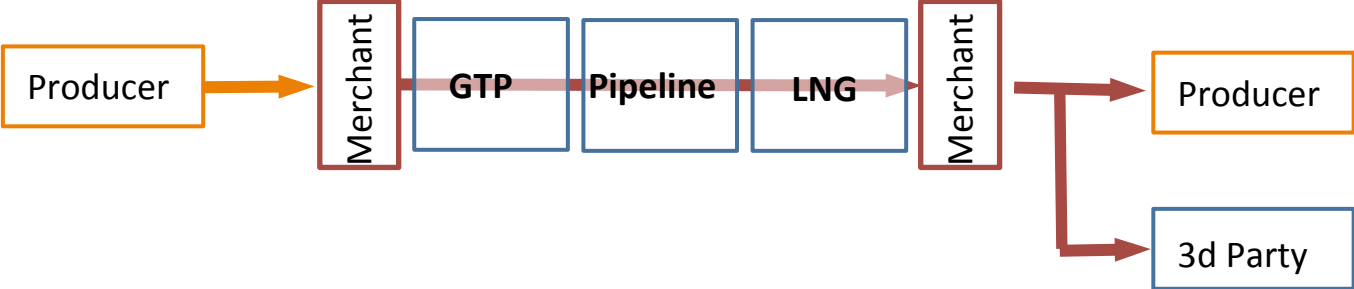 Producer
Merchant
GTP
Pipeline
LNG
Merchant
Producer
3d Party